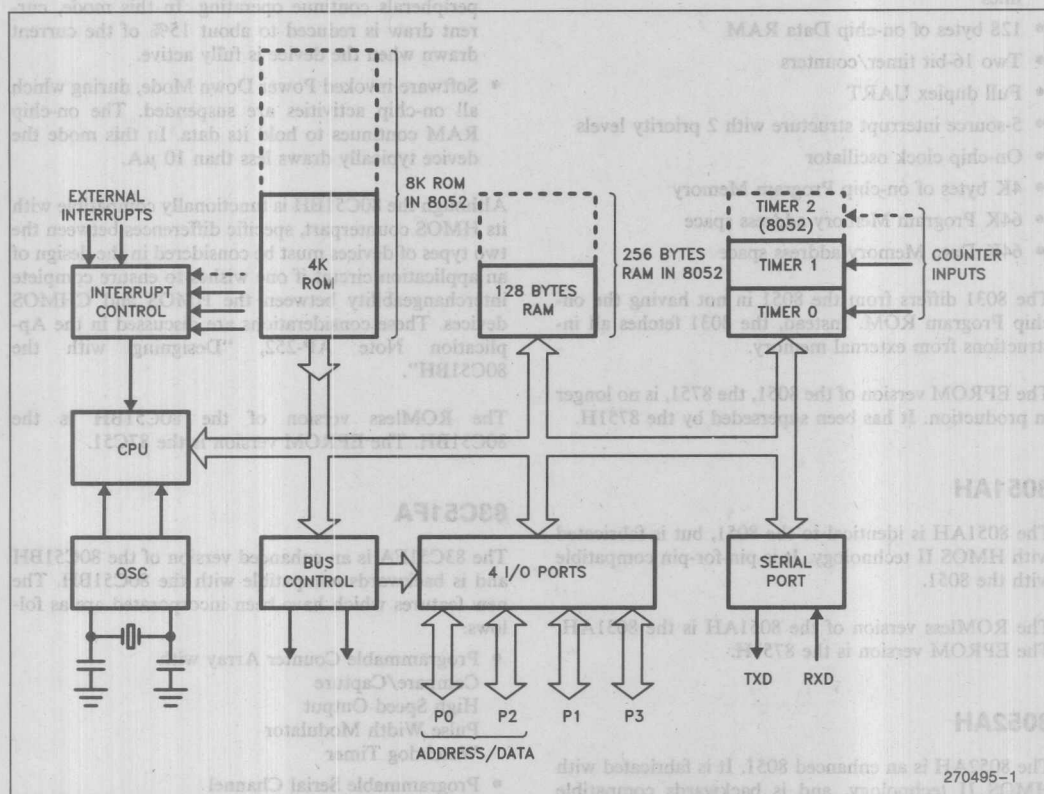 EXTERNAL
INTERRUPTS
8K ROM
IN 8052
4K
ROM
INTERRUPT
CONTROL
128 BYTES
RAM
256 BYTES
RAM IN 8052
TIMER 2
(8052)
TIMER 1
TIMER 0
COUNTER
INPUTS
CPU
OSC
BUS
CONTROL
4 I/O PORTS
SERIAL
PORT
TXD RXD
P0 P2 P1 P3
ADDRESS/DATA
270495-1